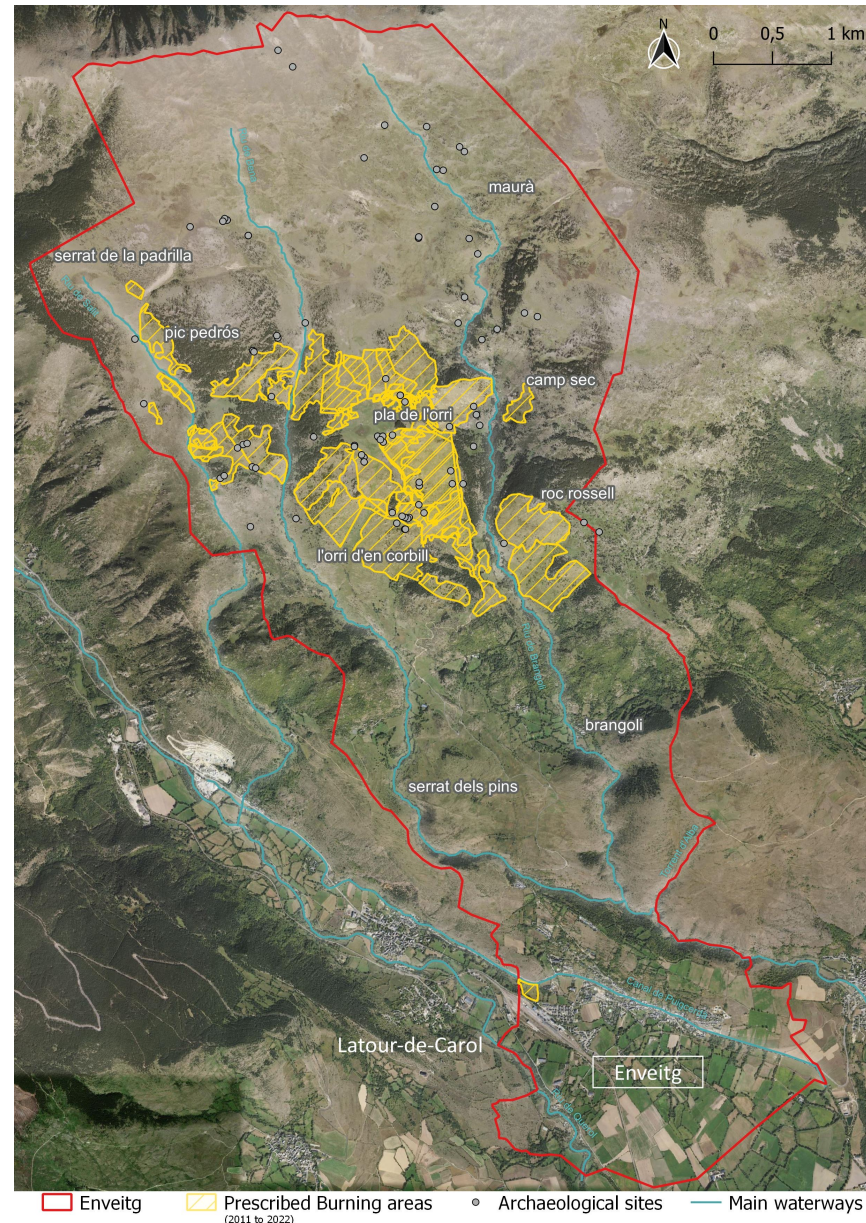 N
0 0,5 1 km
maurà
serrat de la padrilla
pic pedrós
camp sec
pla de l'orri
roc rossell
l'orri d'en corbill
brangoli
serrat dels pins
Latour-de-Carol
Enveitg
Enveitg
Prescribed Burning areas
(2011 to 2022)
Archaeological sites
Main waterways